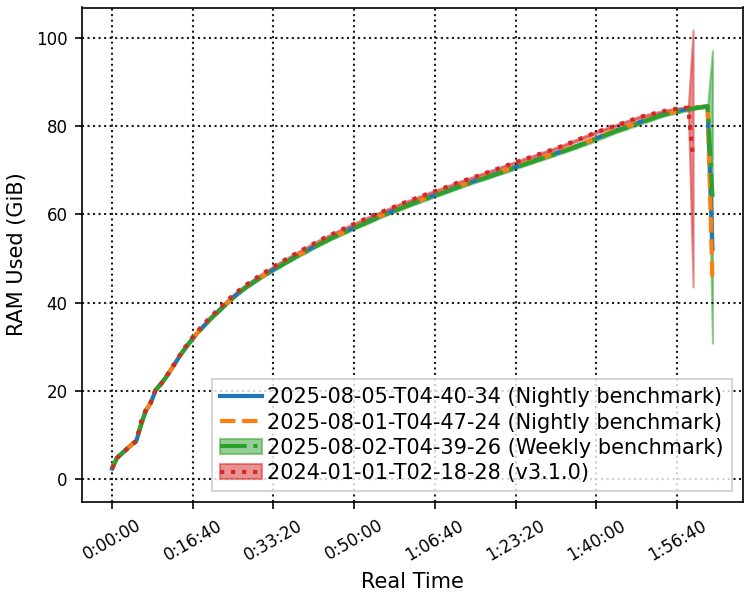 100
80
60
40
20
0
RAM Used (GiB)
2025-08-05-T04-40-34 (Nightly benchmark)
2025-08-01-T04-47-24 (Nightly benchmark)
2025-08-02-T04-39-26 (Weekly benchmark)
2024-01-01-T02-18-28 (v3.1.0)
0:00:00
0:16:40
0:33:20
0:50:00
1:06:40
1:23:20
1:40:00
1:56:40
Real Time